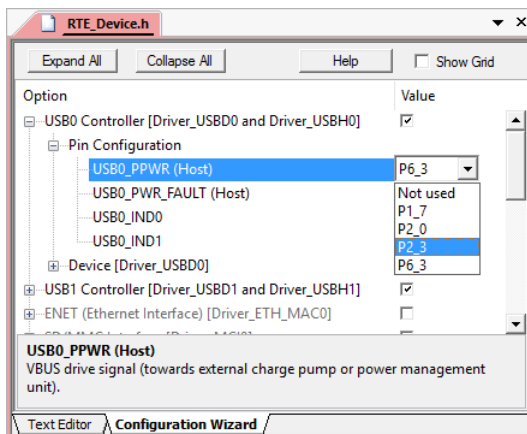 RTE_Device.h
Expand All Collapse All Help Show Grid
Option Value
USB0 Controller [Driver_USBD0 and Driver_USBH0]
Pin Configuration
USB0_PPWR (Host) P6_3
USB0_PWR_FAULT (Host) Not used
P1_7
USB0_IND0 P2_0
USB0_IND1 P2_3
Device [Driver_USBD0] P6_3
USB1 Controller [Driver_USBD1 and Driver_USBH1]
ENET (Ethernet Interface) [Driver_ETH_MAC0]
USB0_PPWR (Host)
VBUS drive signal (towards external charge pump or power management
unit).
Text Editor Configuration Wizard